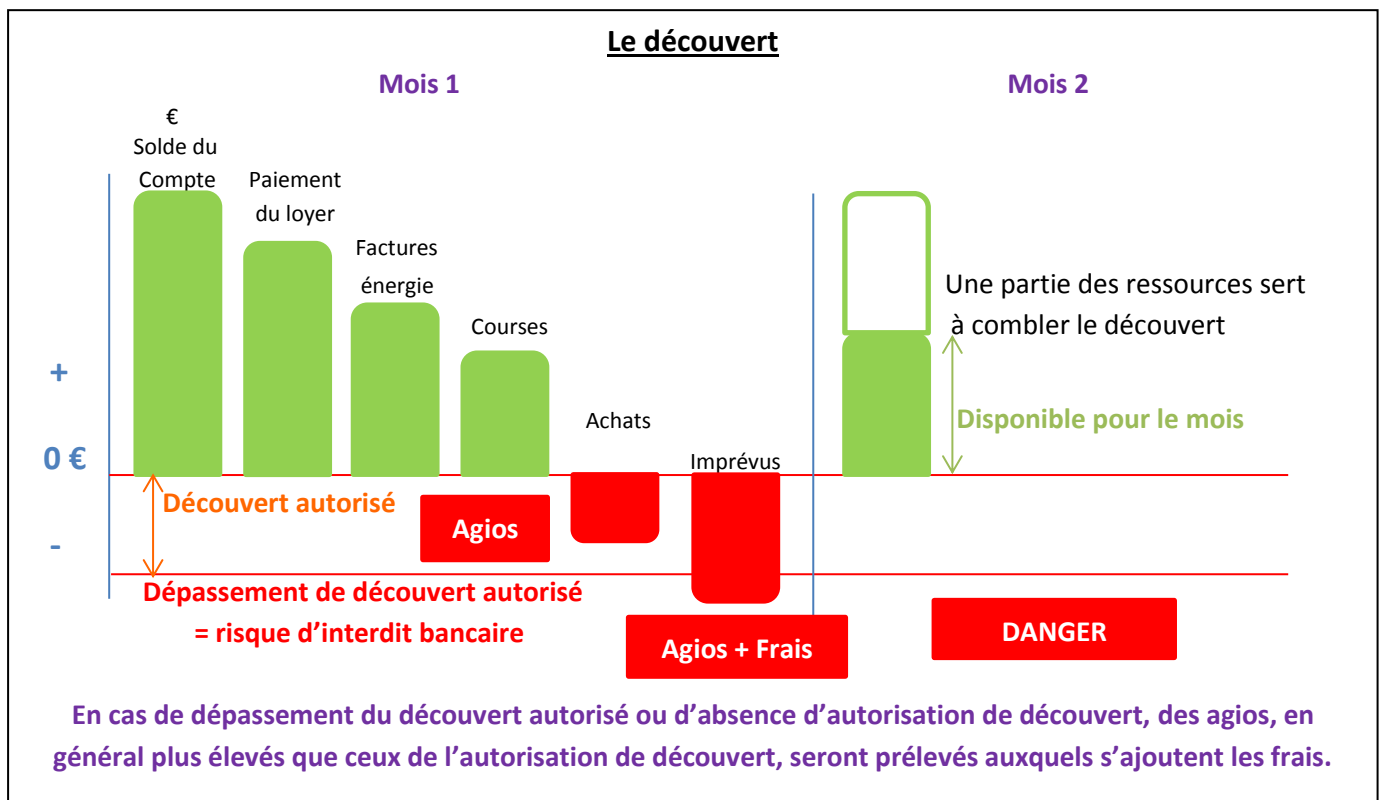 Le découvert
Mois 1
Mois 2
€
Solde du
Compte
Paiement
du loyer
Factures
énergie
Courses
Achats
Imprévus
+
0 €
-
Découvert autorisé
Agios
Dépassement de découvert autorisé
= risque d’interdit bancaire
Agios + Frais
Une partie des ressources sert
à combler le découvert
Disponible pour le mois
DANGER
En cas de dépassement du découvert autorisé ou d’absence d’autorisation de découvert, des agios, en
général plus élevés que ceux de l’autorisation de découvert, seront prélevés auxquels s’ajoutent les frais.